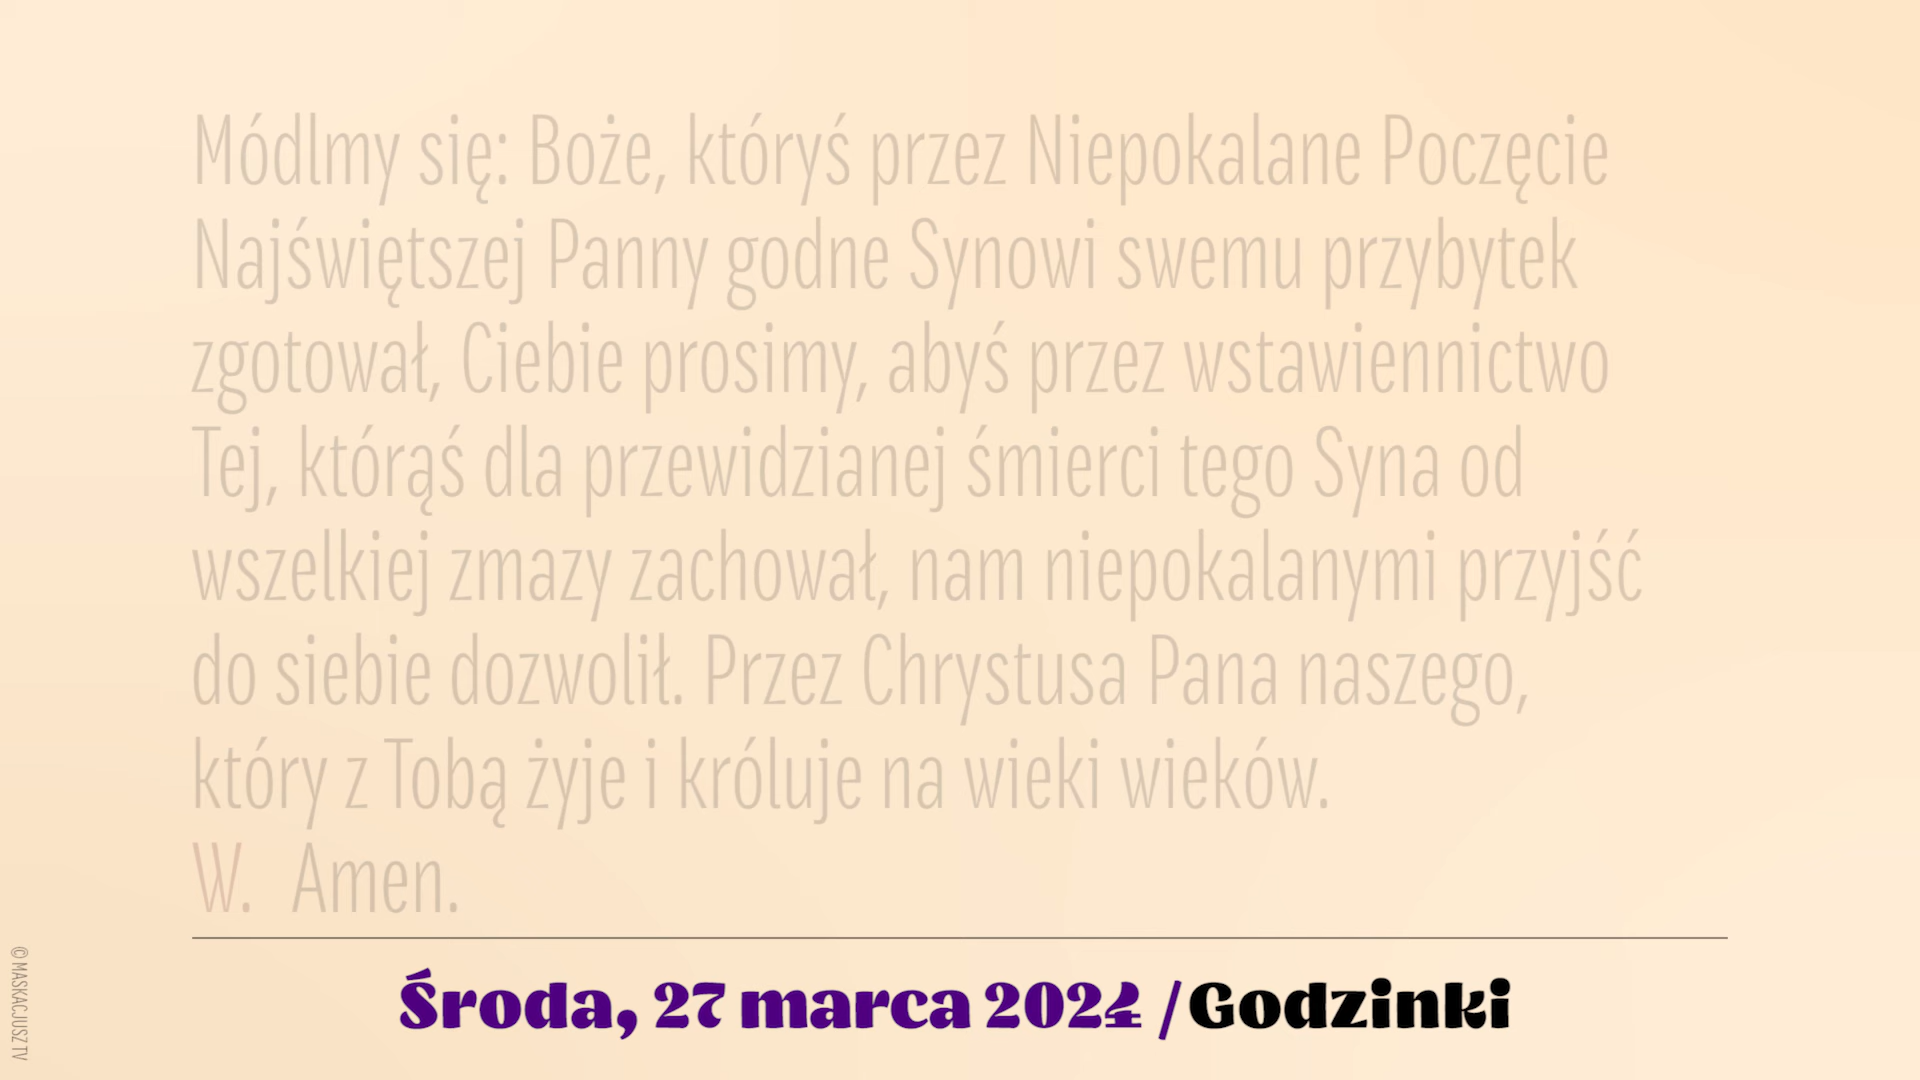 Módlmy się: Boże, któryś przez Niepokalane Poczęcie
Najświętszej Panny godne Synowi swemu przybytek
zgotował, Ciebie prosimy, abyś przez wstawiennictwo
Tej, którąś dla przewidzianej śmierci tego Syna od
wszelkiej zmazy zachował, nam niepokalanymi przyjść
do siebie dozwolił. Przez Chrystusa Pana naszego,
który z Tobą żyje i króluje na wieki wieków.
W. Amen.
Środa, 27 marca 2024 / Godzinki
© MASKACJUSZ TV